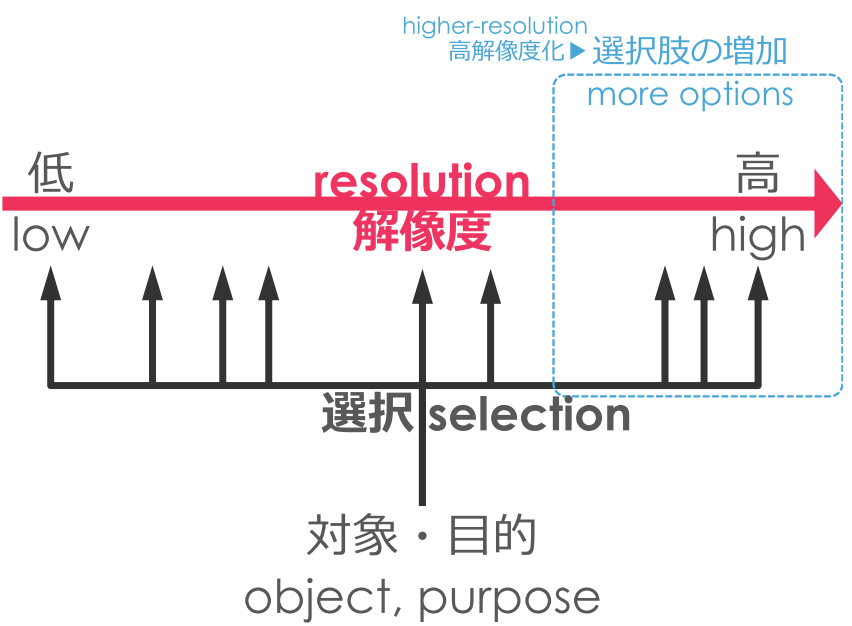 higher-resolution
高解像度化▶選択肢の増加
more options
低
resolution
高
low
解像度
high
選択 selection
対象・目的
object, purpose